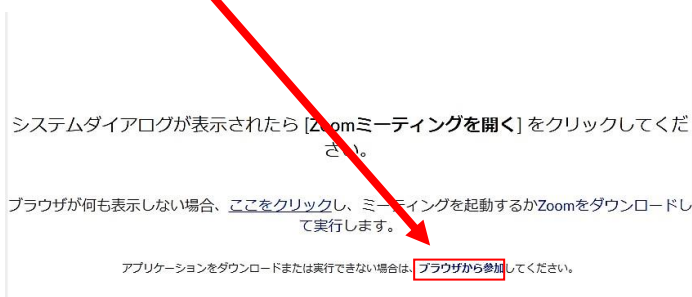 システムダイアログが表示されたら [Zoomミーティングを開く] をクリックしてくだ
さい。
ブラウザが何も表示しない場合、ここをクリックし、ミーティングを起動するかZoomをダウンロードし
て実行します。
アプリケーションをダウンロードまたは実行できない場合は、ブラウザから参加してください。